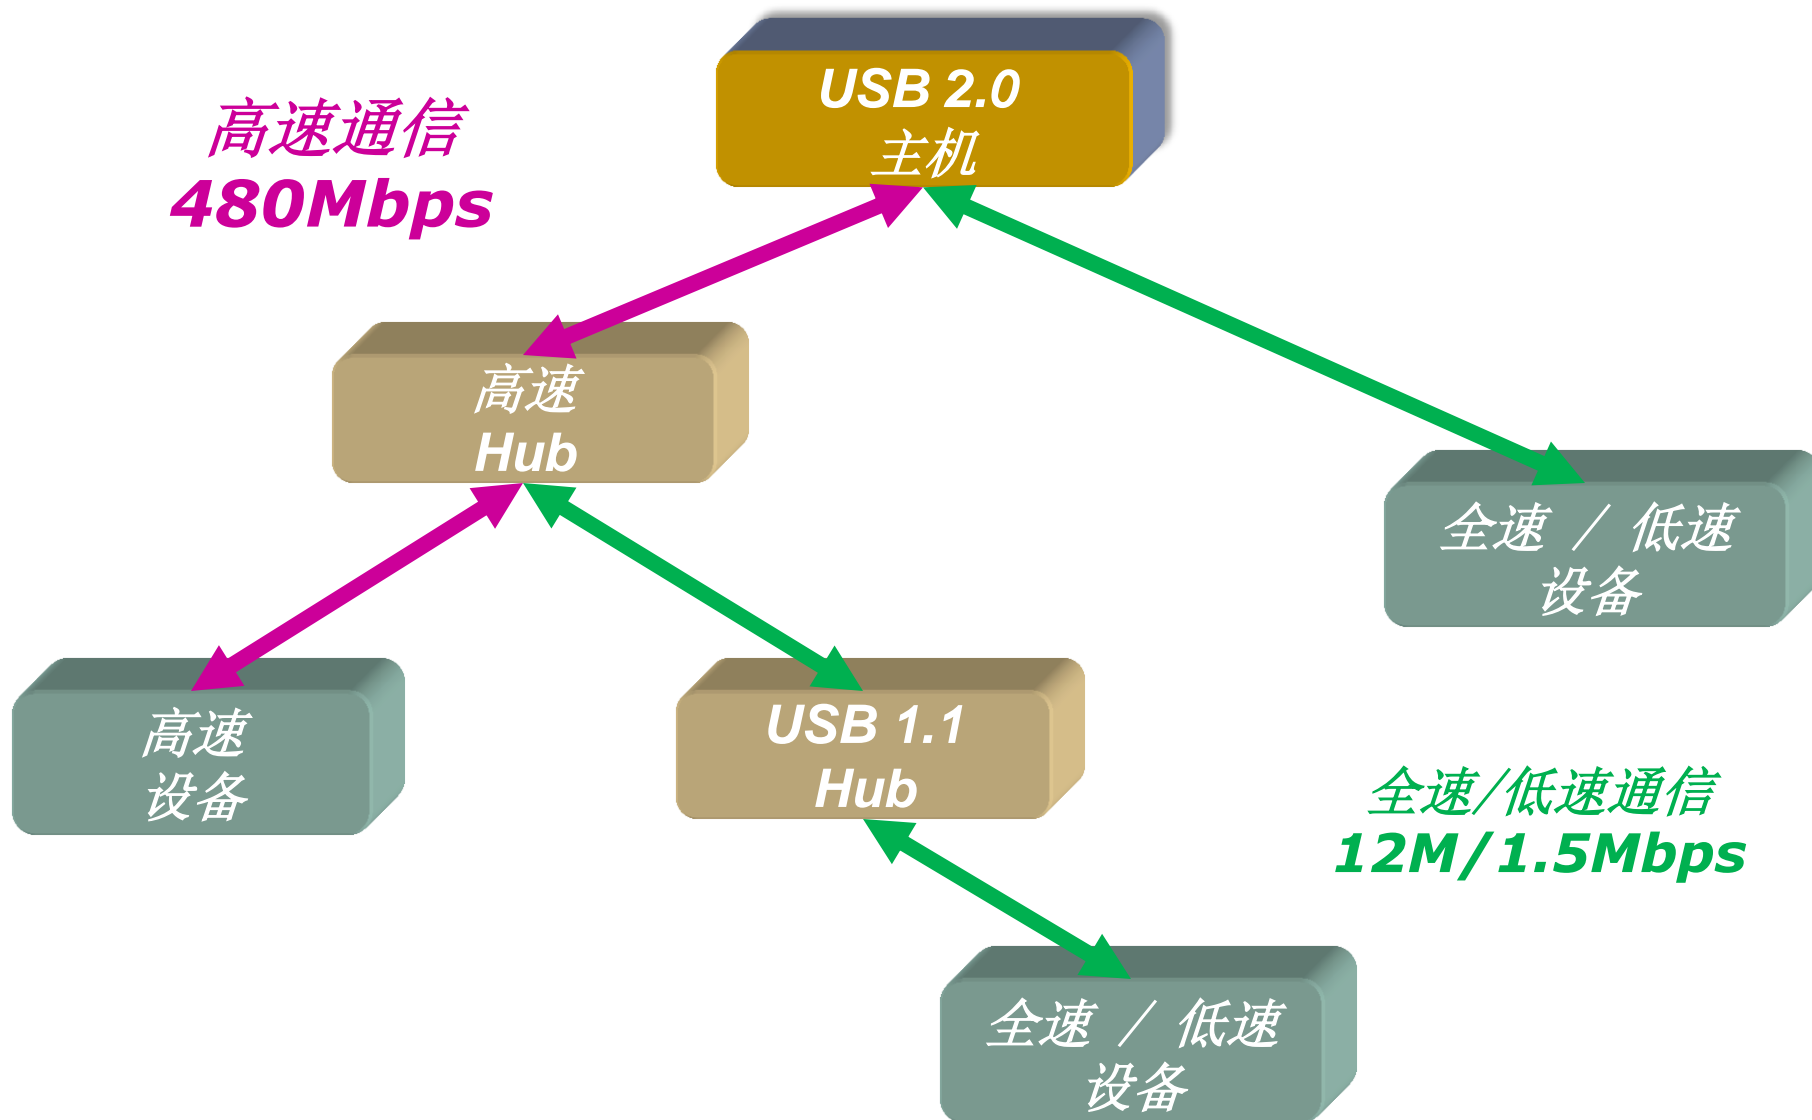 USB 2.0
主机
高速通信
480Mbps
高速
Hub
全速 / 低速
设备
高速
设备
USB 1.1
Hub
全速/低速通信
12M/1.5Mbps
全速 / 低速
设备